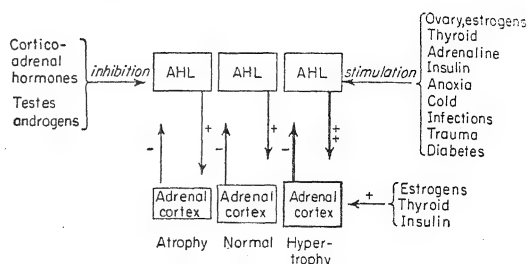 Cortico-
adrenal
hormones
Testes
androgens
inhibition
AHL
AHL
AHL
stimulation
Ovary, estrogens
Thyroid
Adrenaline
Insulin
Anoxia
Cold
Infections
Trauma
Diabetes
- + - + - + +
Adrenal
cortex
Adrenal
cortex
Adrenal
cortex
+
Estrogens
Thyroid
Insulin
Atrophy
Normal
Hyper-
trophy